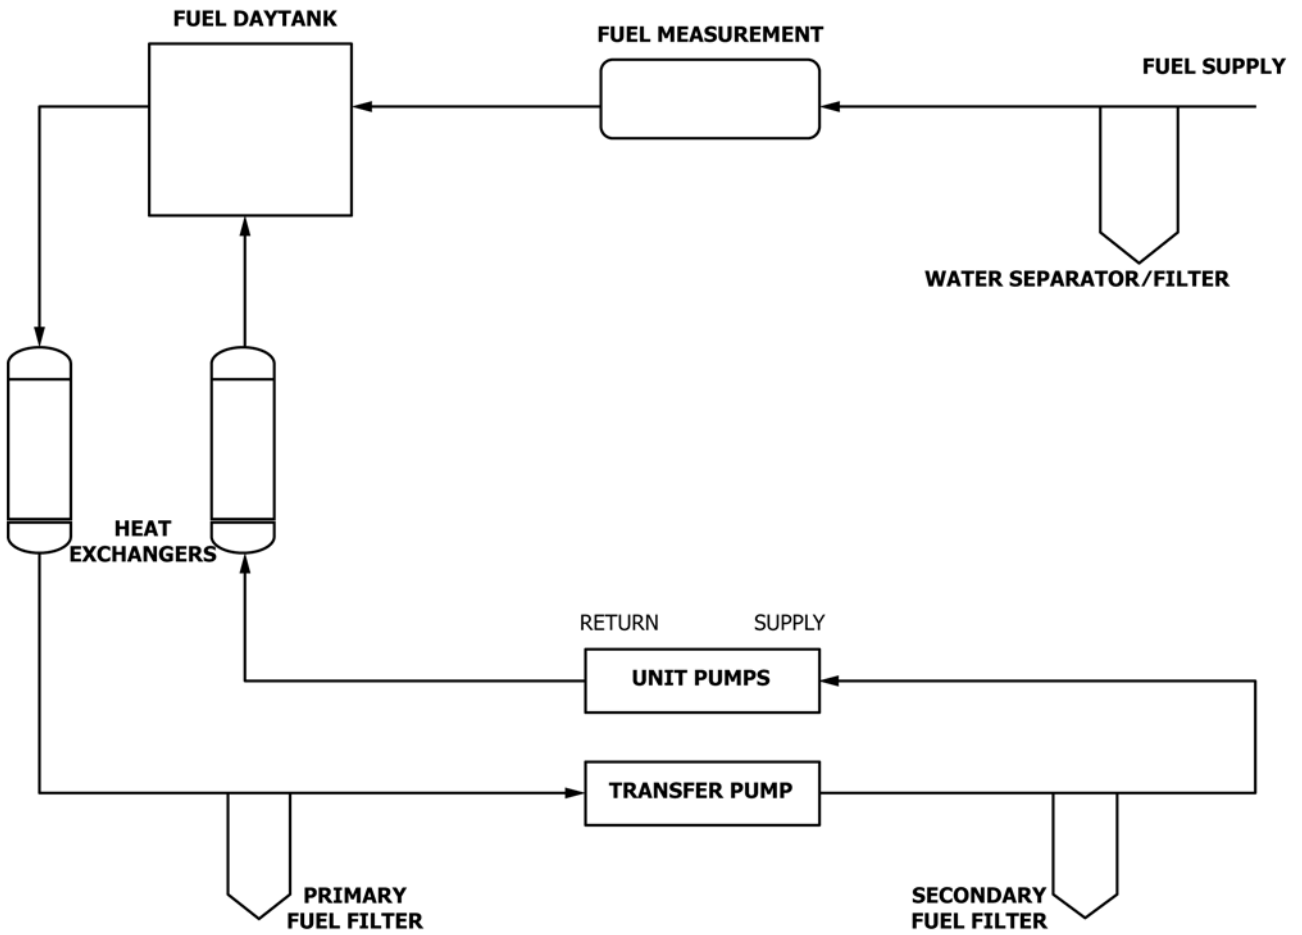 FUEL DAYTANK
FUEL MEASUREMENT
FUEL SUPPLY
WATER SEPARATOR/FILTER
HEAT
EXCHANGERS
RETURN
SUPPLY
UNIT PUMPS
TRANSFER PUMP
PRIMARY
FUEL FILTER
SECONDARY
FUEL FILTER